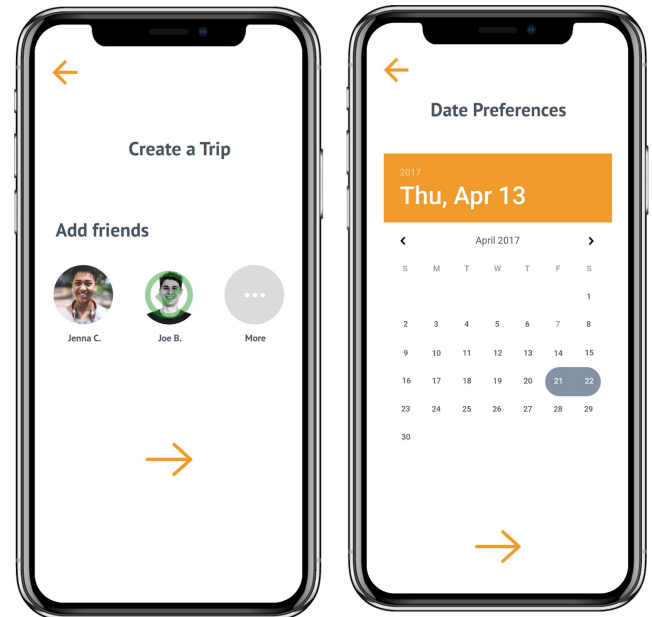 Create a Trip
Add friends
Jenna C.
Joe B.
More
Date Preferences
2017
Thu, Apr 13
April 2017
S M T W T F S
1
2 3 4 5 6 7 8
9 10 11 12 13 14 15
16 17 18 19 20 21 22
23 24 25 26 27 28 29
30